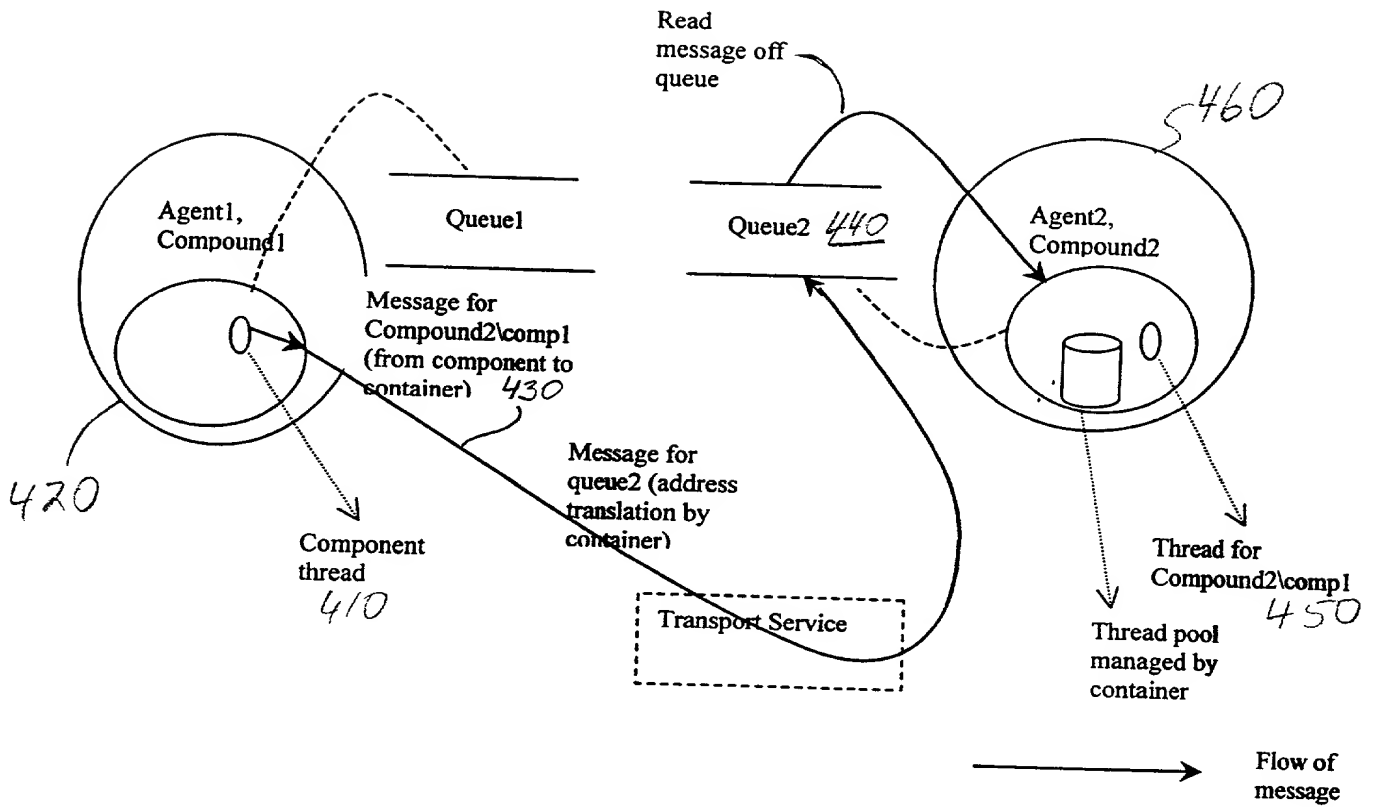 Read
message off
queue
460
Agent1,
Compound1
Queue1
Queue2 440
Agent2,
Compound2
Message for
Compound2\comp1
(from component to
container) 430
420
Message for
queue2 (address
translation by
container)
Component
thread
410
Transport Service
Thread for
Compound2\comp1
450
Thread pool
managed by
container
Flow of
message